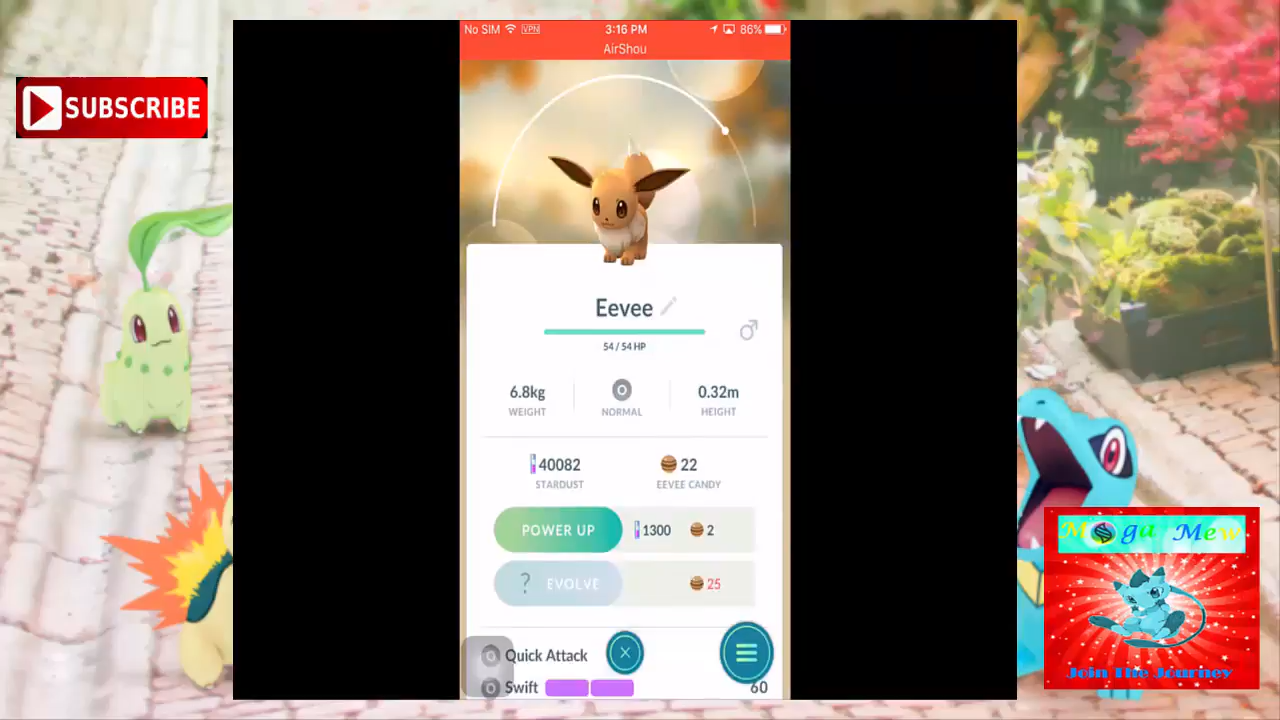 SUBSCRIBE
No SIM VPN 3:16 PM 86%
AirShou
Eevee
54 / 54 HP
6.8kg 0.32m
WEIGHT NORMAL HEIGHT
40082 22
STARDUST EEVEE CANDY
POWER UP 1300 2
? EVOLVE 25
Quick Attack
Swift 60
Mega Mew
Join The Journey